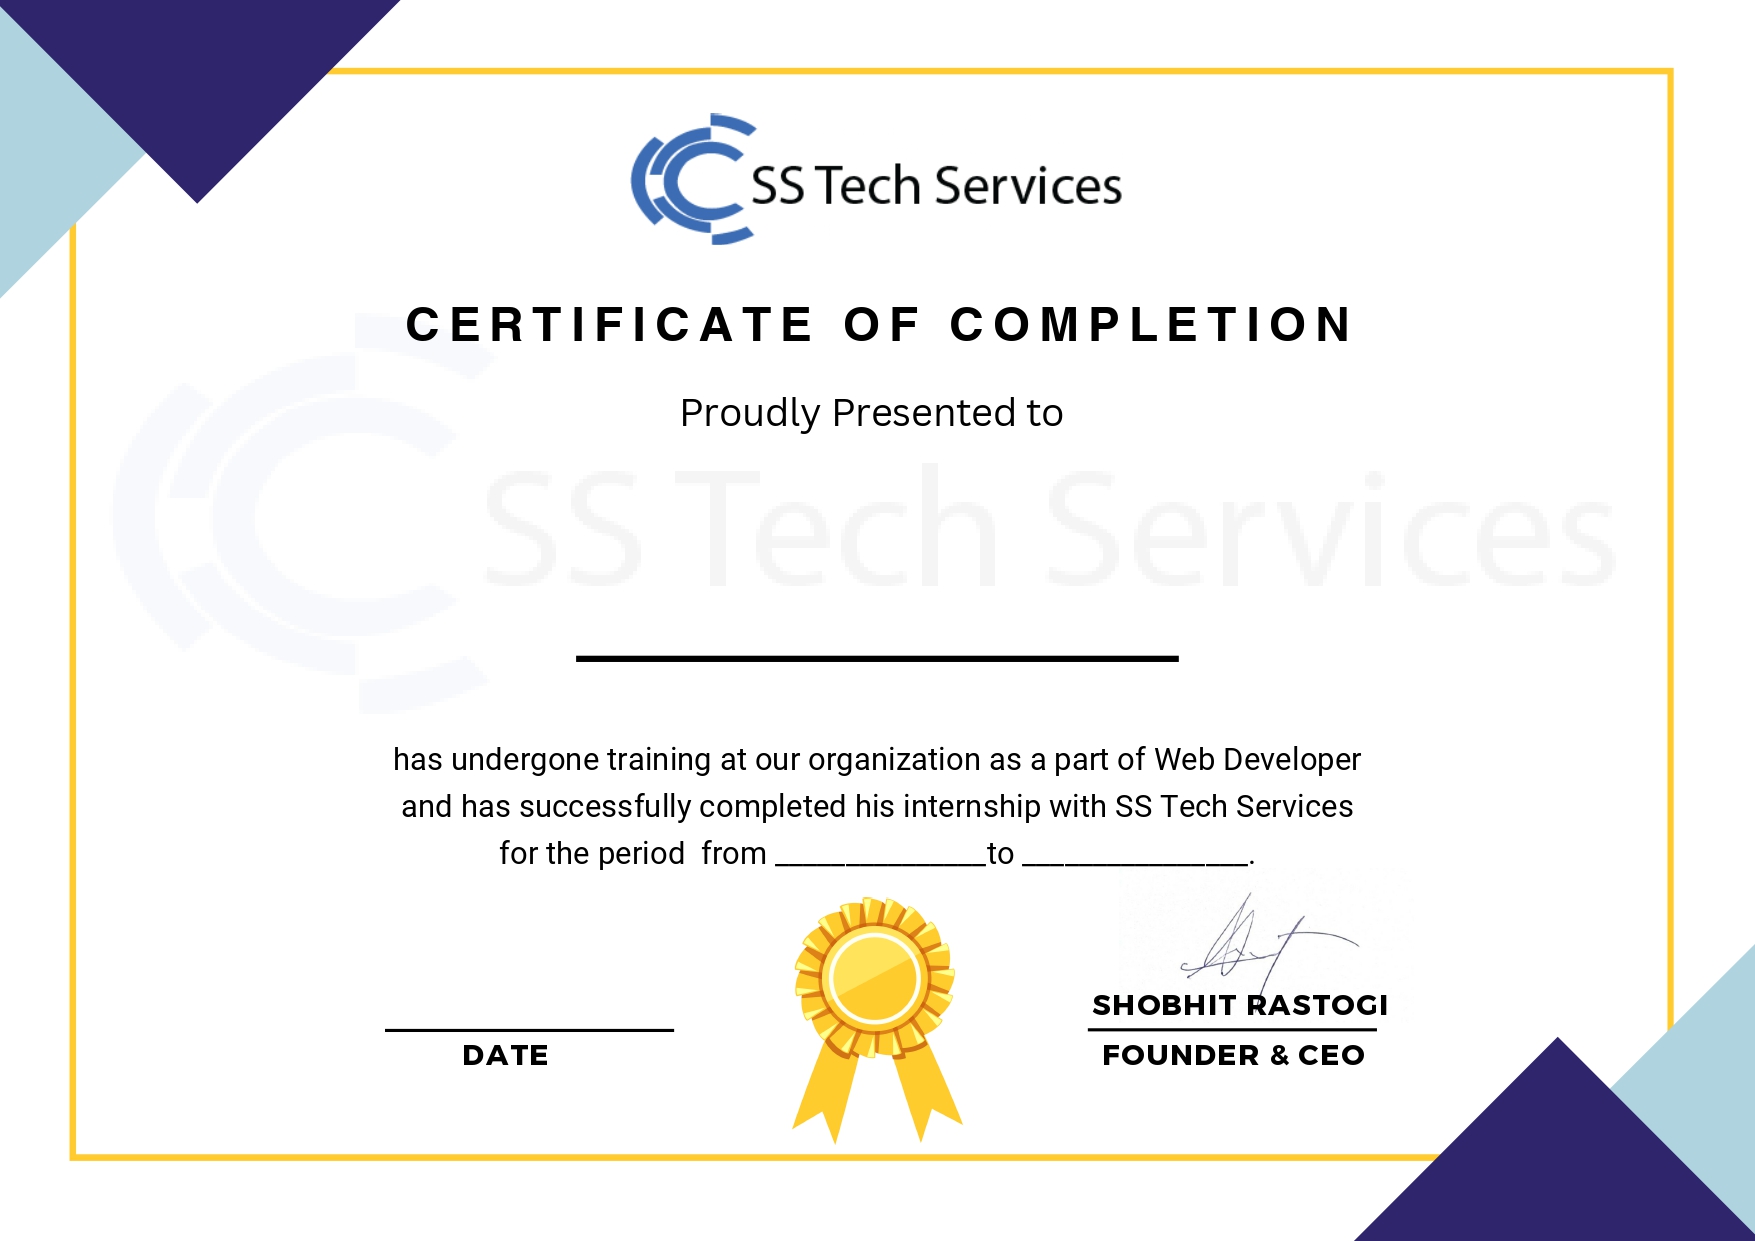 SS Tech Services
CERTIFICATE OF COMPLETION
Proudly Presented to
SS Tech Services
has undergone training at our organization as a part of Web Developer
and has successfully completed his internship with SS Tech Services
for the period  from _______________to ________________.
SHOBHIT RASTOGI
DATE
FOUNDER & CEO